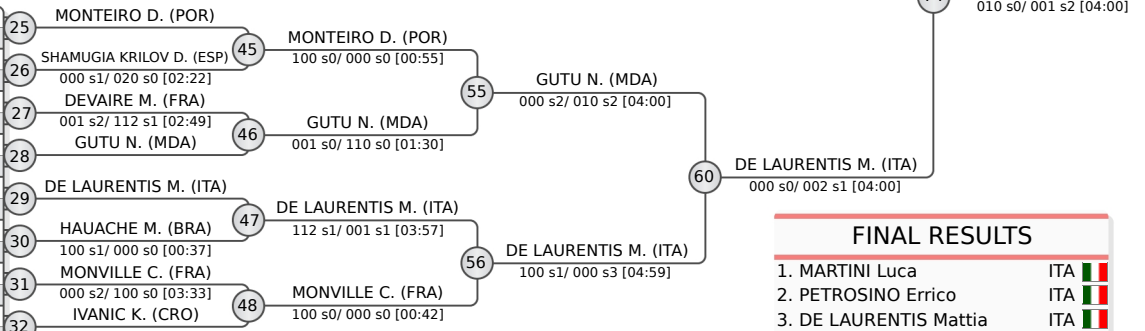 010 s0/ 001 s2 [04:00]
25
MONTEIRO D. (POR)
45
MONTEIRO D. (POR)
100 s0/ 000 s0 [00:55]
26
SHAMUGIA KRILOV D. (ESP)
000 s1/ 020 s0 [02:22]
55
GUTU N. (MDA)
000 s2/ 010 s2 [04:00]
27
DEVAIRE M. (FRA)
001 s2/ 112 s1 [02:49]
46
GUTU N. (MDA)
001 s0/ 110 s0 [01:30]
28
GUTU N. (MDA)
60
DE LAURENTIS M. (ITA)
000 s0/ 002 s1 [04:00]
29
DE LAURENTIS M. (ITA)
47
DE LAURENTIS M. (ITA)
112 s1/ 001 s1 [03:57]
30
HAUACHE M. (BRA)
100 s1/ 000 s0 [00:37]
56
DE LAURENTIS M. (ITA)
100 s1/ 000 s3 [04:59]
31
MONVILLE C. (FRA)
000 s2/ 100 s0 [03:33]
48
MONVILLE C. (FRA)
100 s0/ 000 s0 [00:42]
32
IVANIC K. (CRO)
FINAL RESULTS
1. MARTINI Luca ITA
2. PETROSINO Errico ITA
3. DE LAURENTIS Mattia ITA